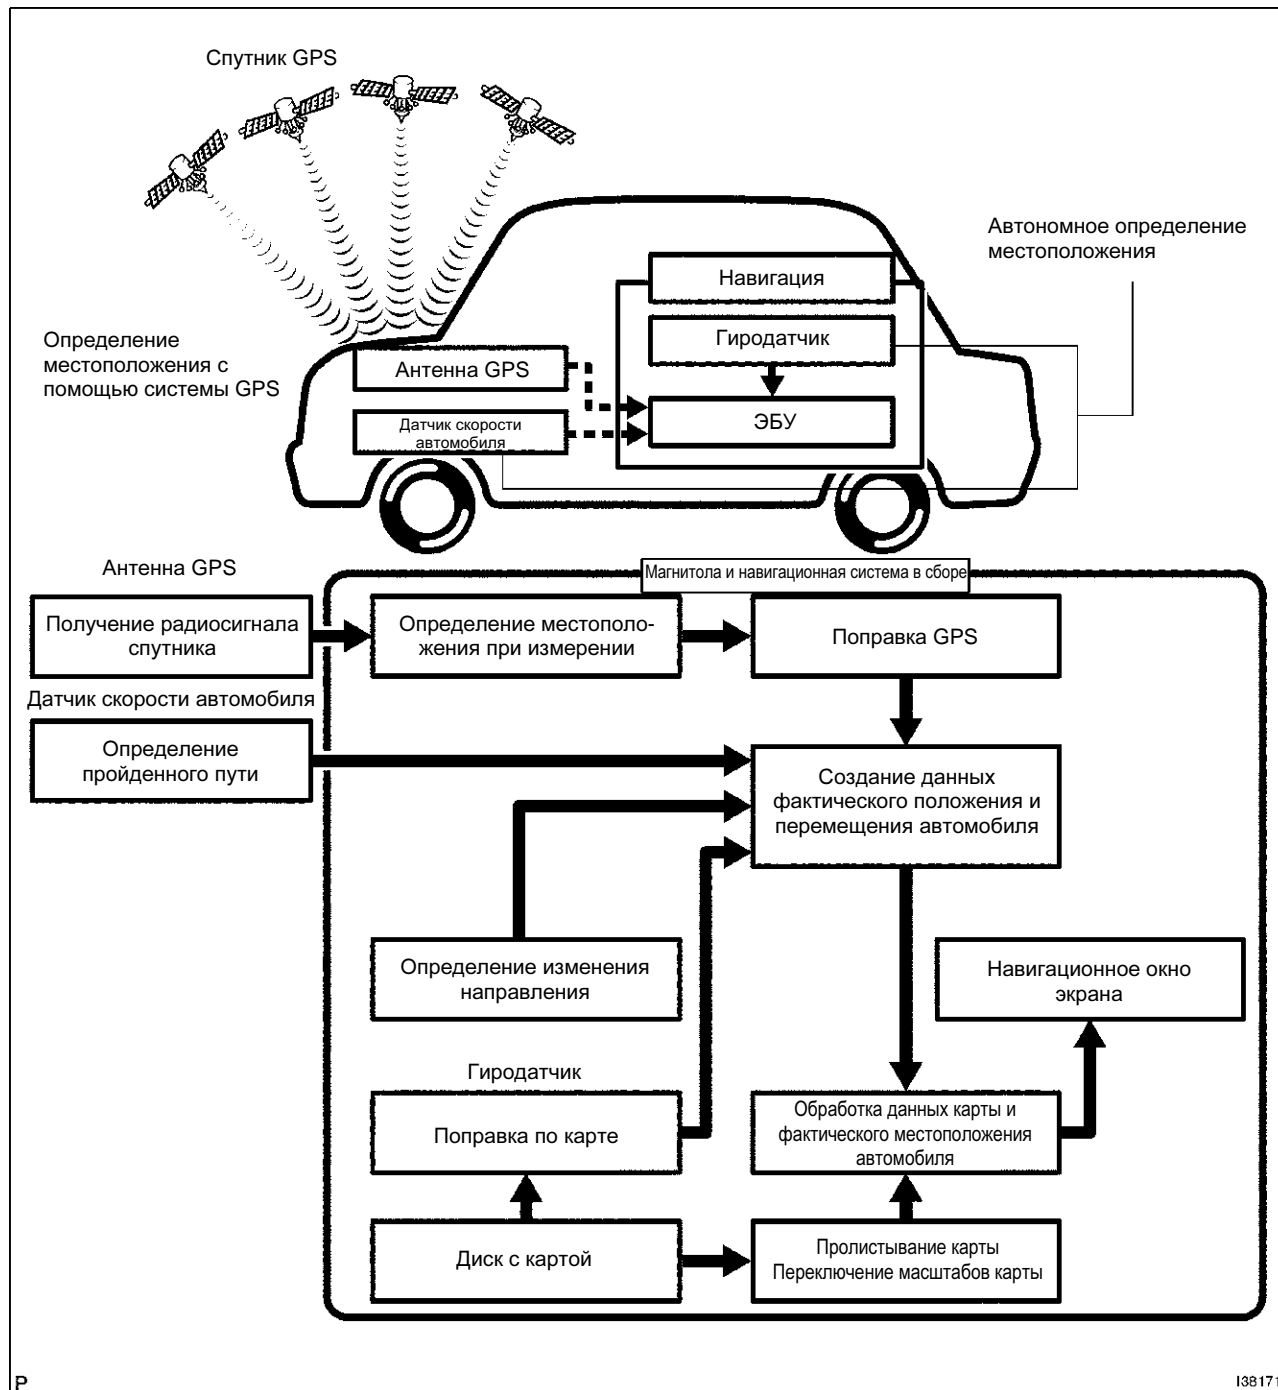 Спутник GPS
Автономное определение
местоположения
Навигация
Гиродатчик
Определение
местоположения с
помощью системы GPS
Антенна GPS
Датчик скорости
автомобиля
ЭБУ
Антенна GPS
Магнитола и навигационная система в сборе
Получение радиосигнала
спутника
Определение местополо-
жения при измерении
Поправка GPS
Датчик скорости автомобиля
Определение
пройденного пути
Создание данных
фактического положения и
перемещения автомобиля
Определение изменения
направления
Навигационное окно
экрана
Гиродатчик
Поправка по карте
Обработка данных карты и
фактического местоположения
автомобиля
Диск с картой
Пролистывание карты
Переключение масштабов карты
P
I38171